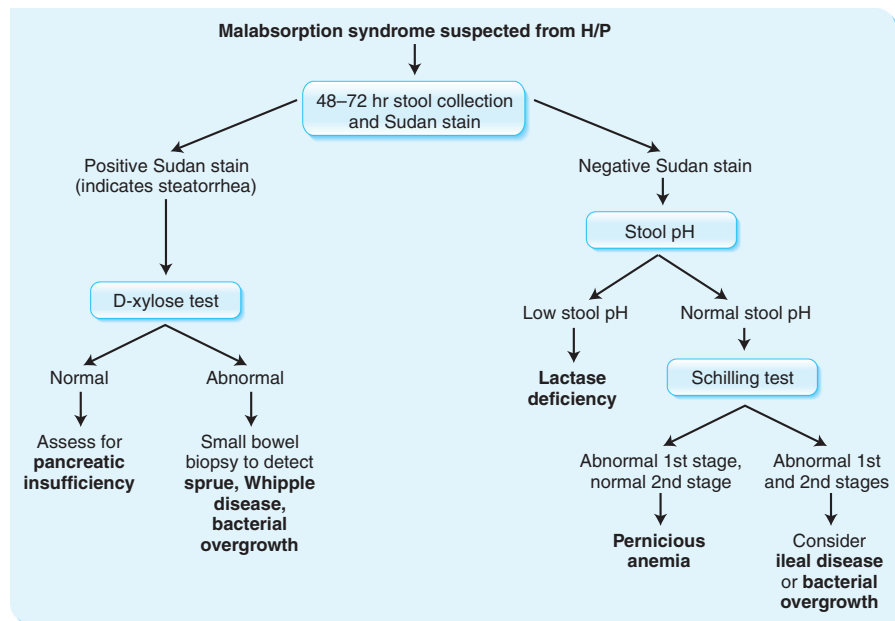 Malabsorption syndrome suspected from H/P
48–72 hr stool collection
and Sudan stain
Positive Sudan stain
(indicates steatorrhea)
D-xylose test
Normal
Assess for
pancreatic
insufficiency
Abnormal
Small bowel
biopsy to detect
sprue, Whipple
disease,
bacterial
overgrowth
Negative Sudan stain
Stool pH
Low stool pH
Lactase
deficiency
Normal stool pH
Schilling test
Abnormal 1st stage,
normal 2nd stage
Pernicious
anemia
Abnormal 1st
and 2nd stages
Consider
ileal disease
or bacterial
overgrowth